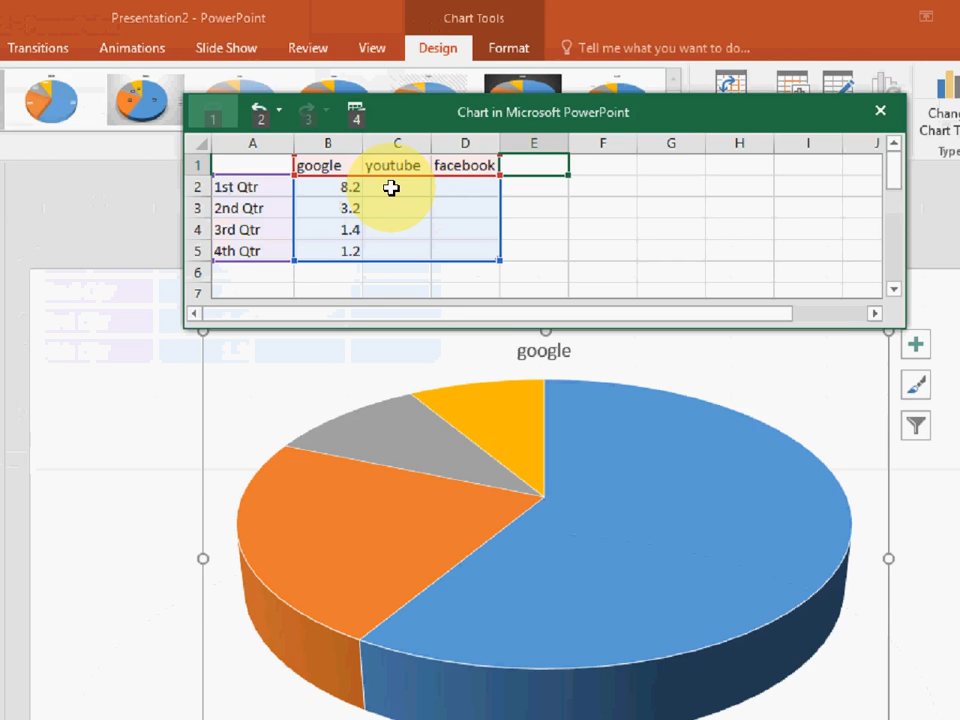 Presentation2 - PowerPoint
Chart Tools
Transitions Animations Slide Show Review View Design Format Tell me what you want to do...
Chart in Microsoft PowerPoint
1 2 3 4
Type
A B C D E F G H I J
1 google youtube facebook
2 1st Qtr 8.2
3 2nd Qtr 3.2
4 3rd Qtr 1.4
5 4th Qtr 1.2
6
7
google